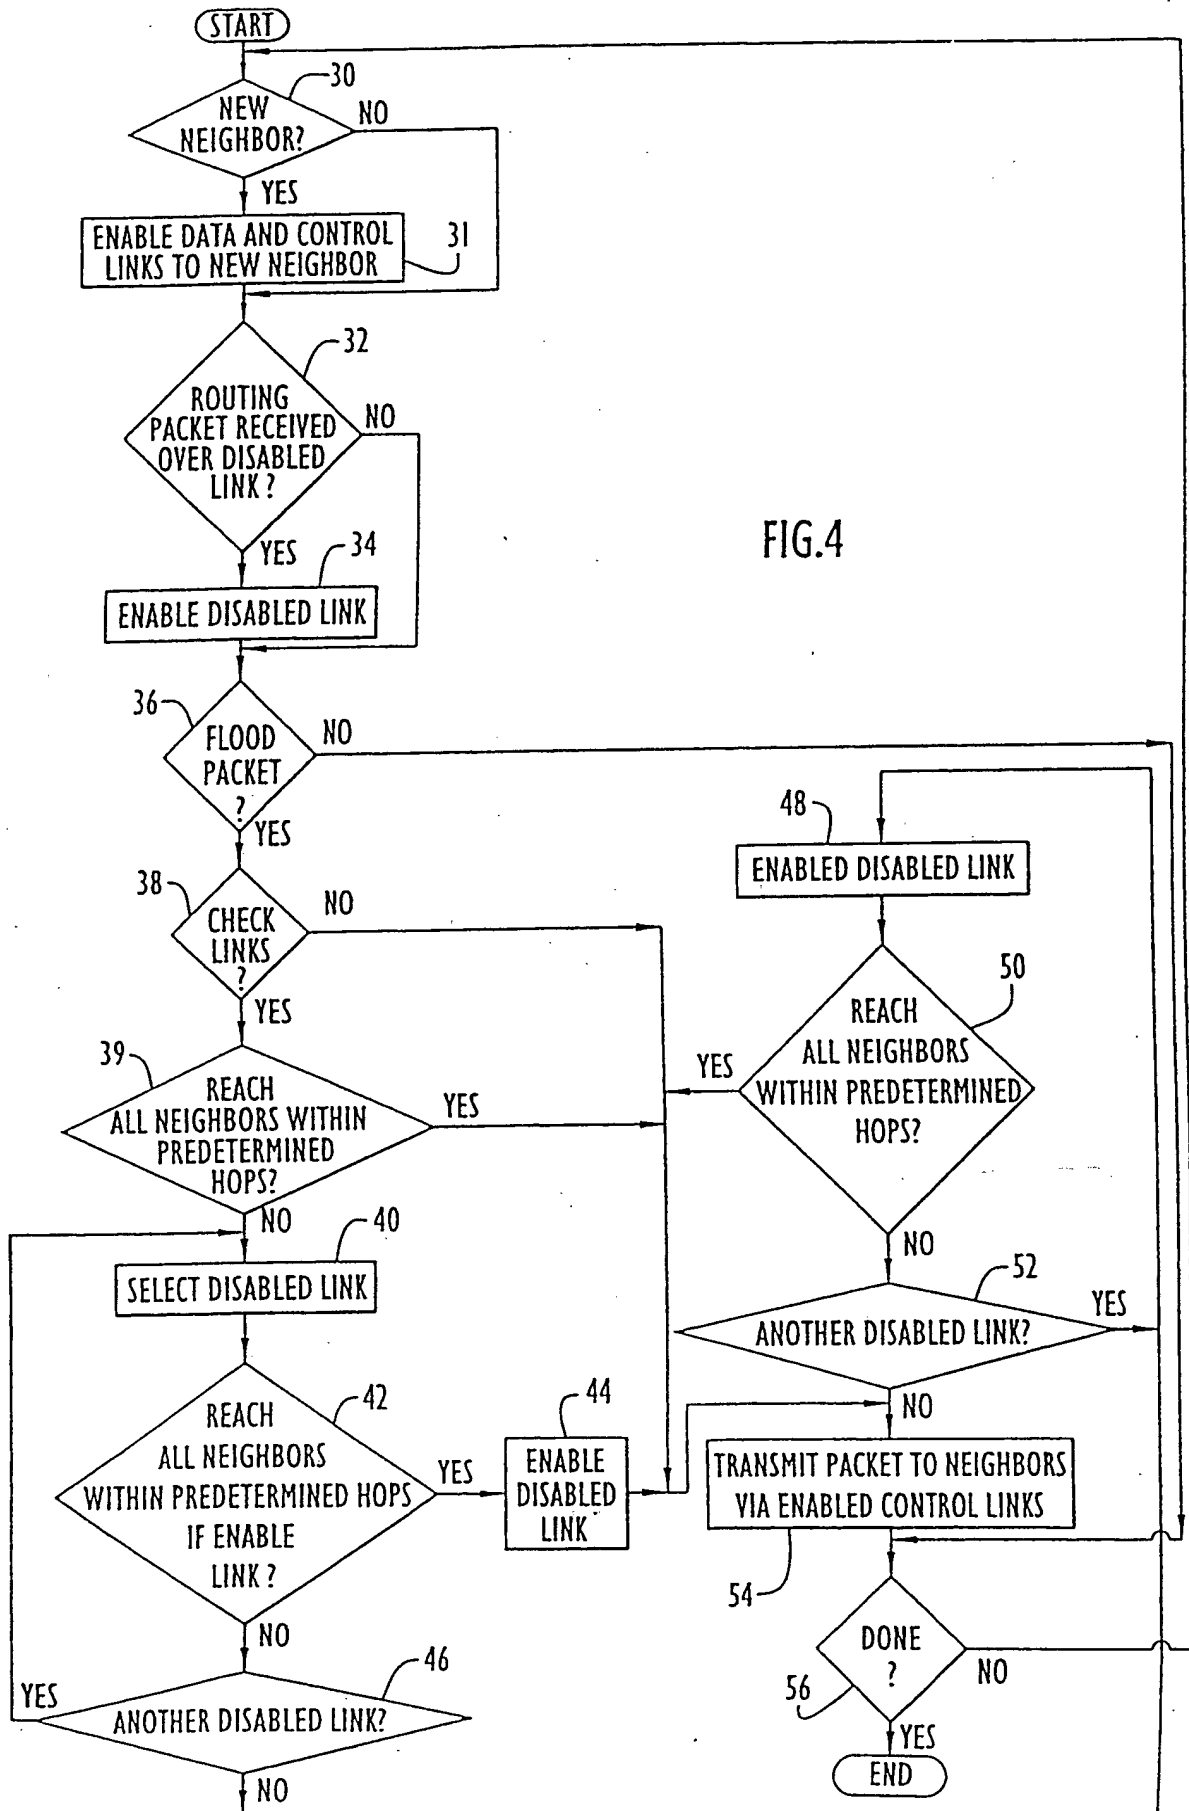 START
30
NEW
NEIGHBOR?
NO
YES
ENABLE DATA AND CONTROL
LINKS TO NEW NEIGHBOR
31
32
ROUTING
PACKET RECEIVED
OVER DISABLED
LINK?
NO
YES
34
ENABLE DISABLED LINK
FIG.4
36
FLOOD
PACKET
?
NO
YES
38
CHECK
LINKS
?
NO
YES
39
REACH
ALL NEIGHBORS WITHIN
PREDETERMINED
HOPS?
YES
NO
40
SELECT DISABLED LINK
42
REACH
ALL NEIGHBORS
WITHIN PREDETERMINED HOPS
IF ENABLE
LINK?
YES
44
ENABLE
DISABLED
LINK
NO
46
YES
ANOTHER DISABLED LINK?
NO
48
ENABLED DISABLED LINK
50
REACH
ALL NEIGHBORS
WITHIN PREDETERMINED
HOPS?
YES
NO
52
ANOTHER DISABLED LINK?
YES
NO
TRANSMIT PACKET TO NEIGHBORS
VIA ENABLED CONTROL LINKS
54
DONE
?
56
NO
YES
END